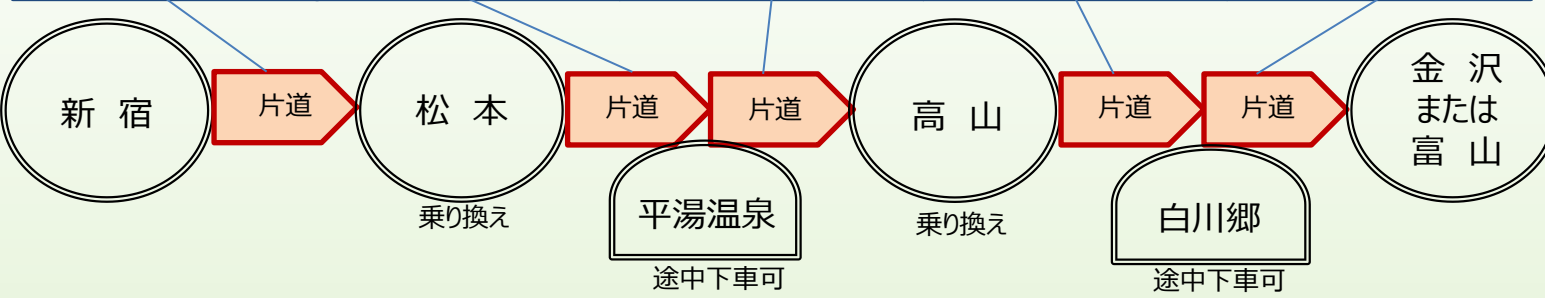 新 宿
片道
松 本
乗り換え
片道
片道
平湯温泉
途中下車可
高 山
乗り換え
片道
片道
白川郷
途中下車可
金 沢
または
富 山